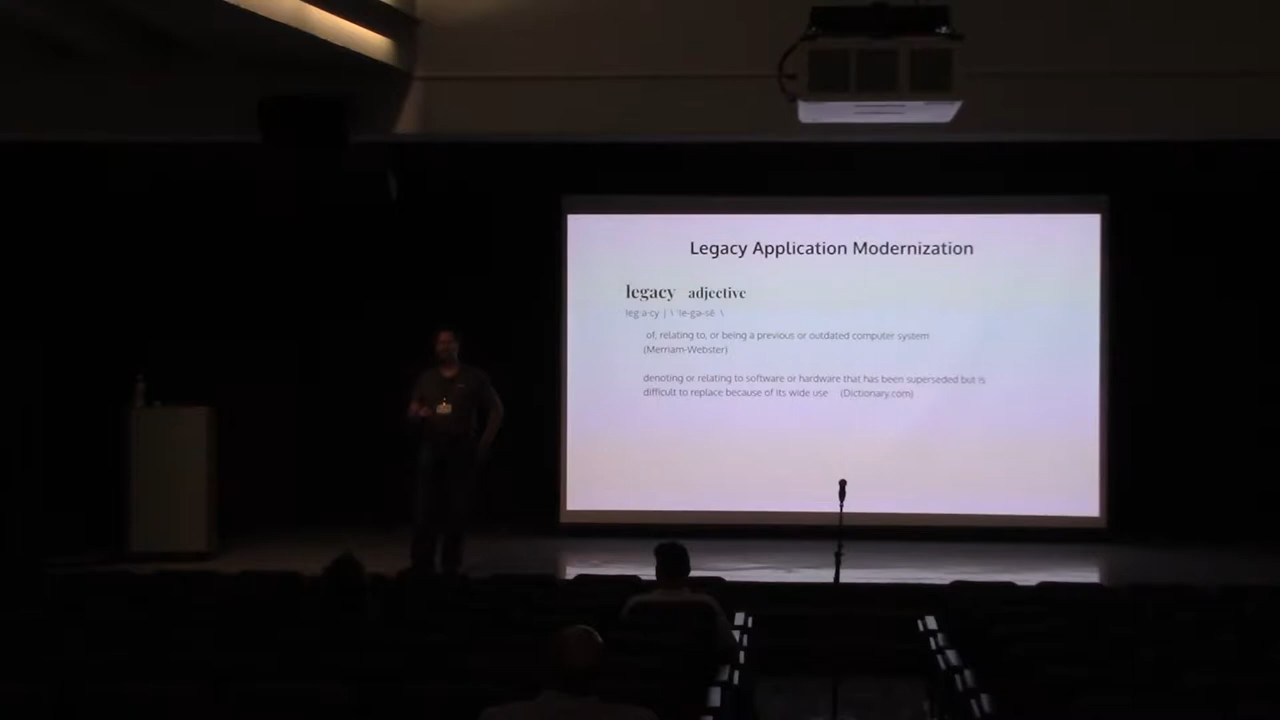 Legacy Application Modernization
legacy adjective
leg·a·cy | \ ˈle-gə-sē \
of, relating to, or being a previous or outdated computer system
(Merriam-Webster)
denoting or relating to software or hardware that has been superseded but is
difficult to replace because of its wide use (Dictionary.com)